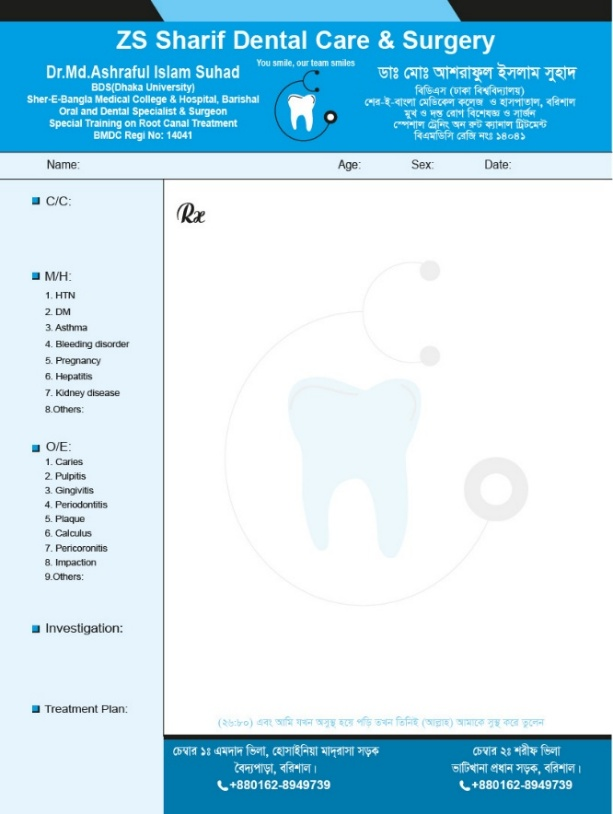 ZS Sharif Dental Care & Surgery
You smile, our team smiles
Dr.Md.Ashraful Islam Suhad
BDS(Dhaka University)
Sher-E-Bangla Medical College & Hospital, Barishal
Oral and Dental Specialist & Surgeon
Special Training on Root Canal Treatment
BMDC Regi No: 14041
ডাঃ মোঃ আশরাফুল ইসলাম সুহাদ
বিডিএস (ঢাকা বিশ্ববিদ্যালয়)
শের-ই-বাংলা মেডিকেল কলেজ ও হাসপাতাল, বরিশাল
মুখ ও দন্ত রোগ বিশেষজ্ঞ ও সার্জন
স্পেশাল ট্রেনিং অন রুট ক্যানাল ট্রিটমেন্ট
বিএমডিসি রেজি নংঃ ১৪০৪১
Name: Age: Sex: Date:
C/C:
Rx
M/H:
1. HTN
2. DM
3. Asthma
4. Bleeding disorder
5. Pregnancy
6. Hepatitis
7. Kidney disease
8.Others:
O/E:
1. Caries
2. Pulpitis
3. Gingivitis
4. Periodontitis
5. Plaque
6. Calculus
7. Pericoronitis
8. Impaction
9.Others:
Investigation:
Treatment Plan:
(২৬:৮০) এবং আমি যখন অসুস্থ হয়ে পড়ি তখন তিনিই (আল্লাহ) আমাকে সুস্থ করে তুলেন
চেম্বার ১ঃ এমদাদ ভিলা, হোসাইনিয়া মাদ্রাসা সড়ক
বৈদ্যপাড়া, বরিশাল।
+880162-8949739
চেম্বার ২ঃ শরীফ ভিলা
ভাটিখানা প্রধান সড়ক, বরিশাল।
+880162-8949739